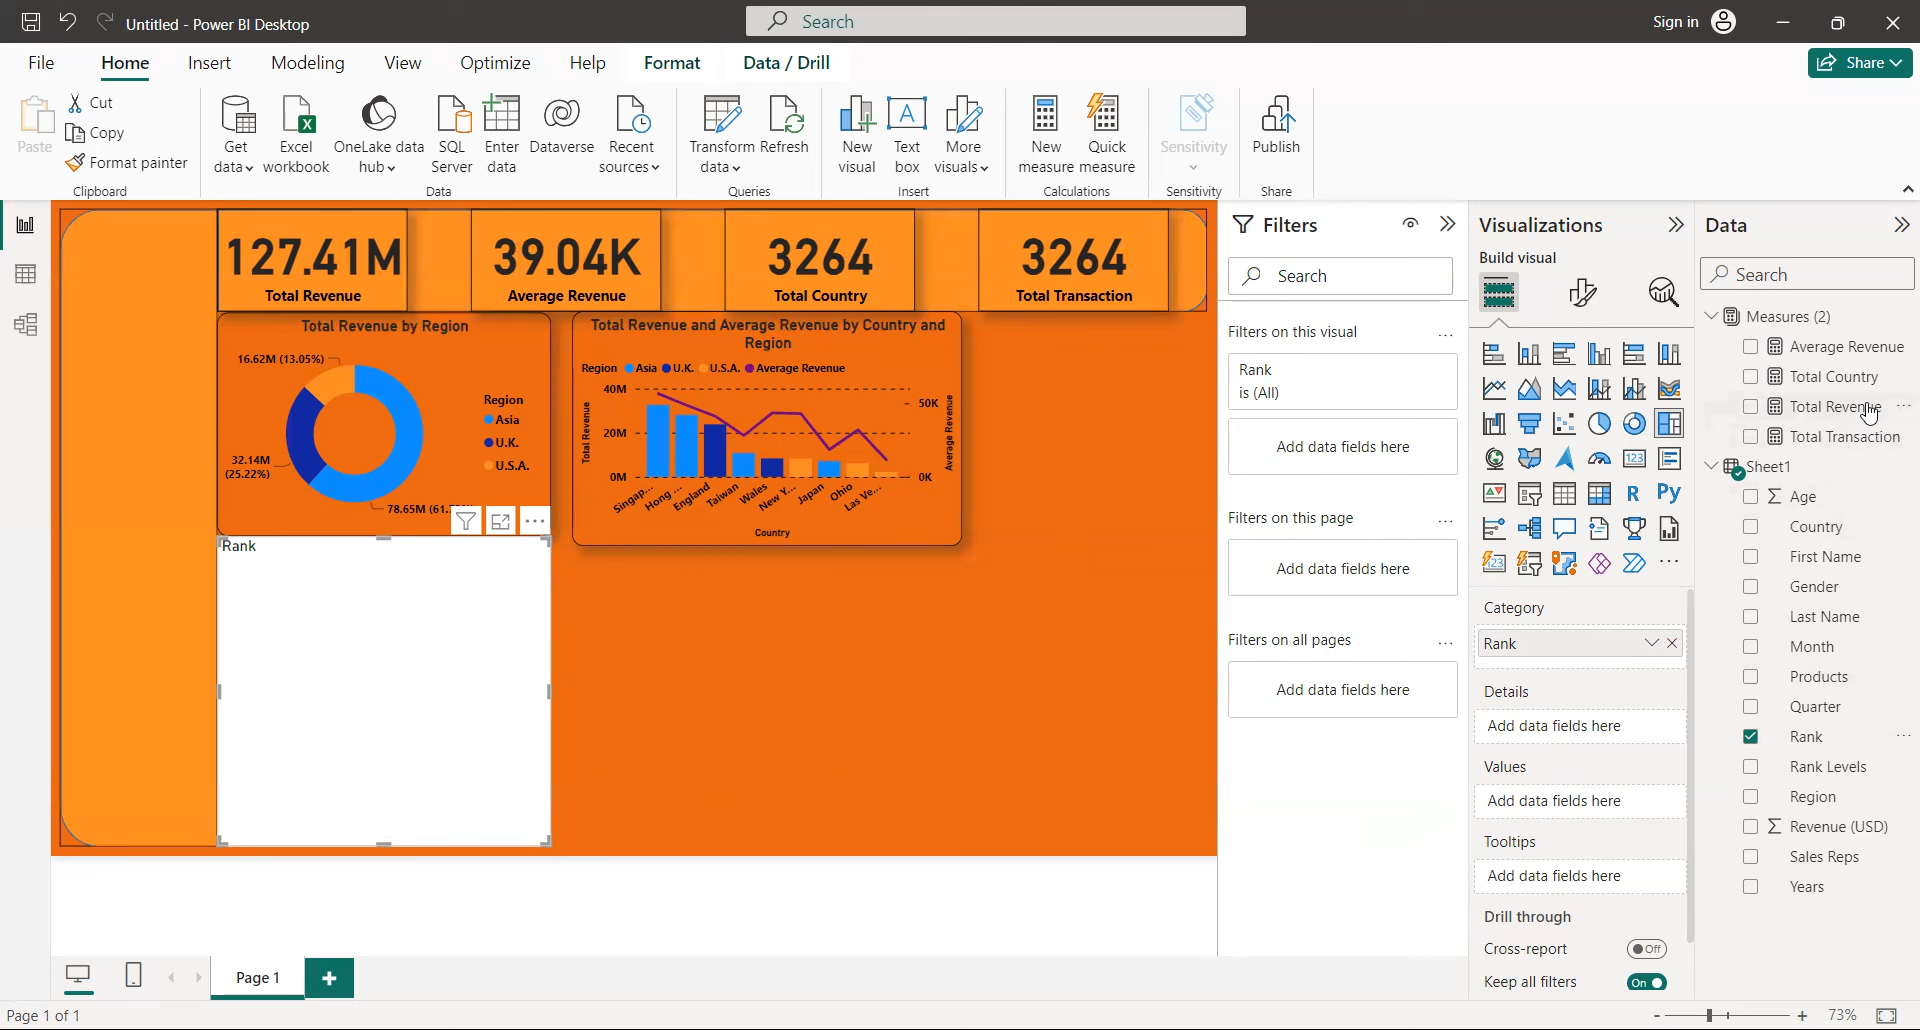 Untitled - Power BI Desktop
Search
Sign in
File
Home
Insert
Modeling
View
Optimize
Help
Format
Data / Drill
Share
Paste
Cut
Copy
Format painter
Clipboard
Get data
Excel workbook
OneLake data hub
SQL Server
Enter data
Dataverse
Recent sources
Data
Transform data
Refresh
Queries
New visual
Text box
More visuals
Insert
New measure
Quick measure
Calculations
Sensitivity
Sensitivity
Publish
Share
127.41M
Total Revenue
39.04K
Average Revenue
3264
Total Country
3264
Total Transaction
Total Revenue by Region
16.62M (13.05%)
32.14M
(25.22%)
78.65M (61....
Region
Asia
U.K.
U.S.A.
Total Revenue and Average Revenue by Country and
Region
Region Asia U.K. U.S.A. Average Revenue
40M
20M
0M
Total Revenue
50K
0K
Average Revenue
Singap...
Hong ...
England
Taiwan
Wales
New Y...
Japan
Ohio
Las Ve...
Country
Rank
Filters
Search
Filters on this visual
Rank
is (All)
Add data fields here
Filters on this page
Add data fields here
Filters on all pages
Add data fields here
Visualizations
Build visual
123
R
Py
123
Category
Rank
Details
Add data fields here
Values
Add data fields here
Tooltips
Add data fields here
Drill through
Cross-report
Off
Keep all filters
On
Data
Search
Measures (2)
Average Revenue
Total Country
Total Revenue
Total Transaction
Sheet1
Age
Country
First Name
Gender
Last Name
Month
Products
Quarter
Rank
Rank Levels
Region
Revenue (USD)
Sales Reps
Years
Page 1
Page 1 of 1
73%